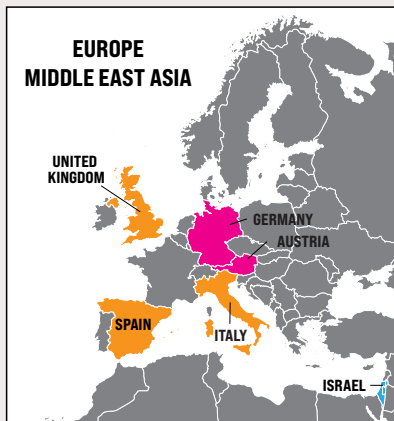 EUROPE
MIDDLE EAST ASIA
UNITED
KINGDOM
GERMANY
AUSTRIA
SPAIN
ITALY
ISRAEL